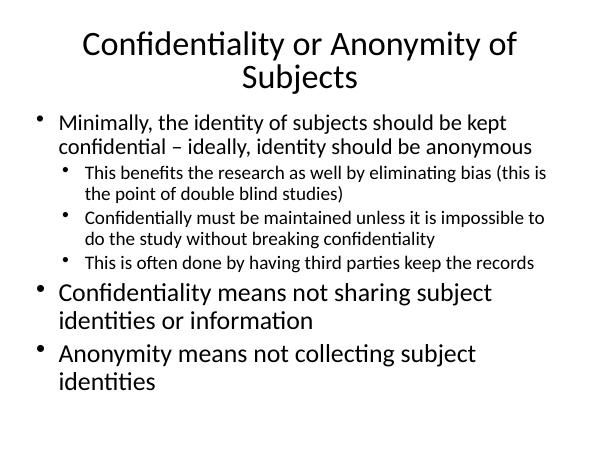 Confidentiality or Anonymity of
Subjects
• Minimally, the identity of subjects should be kept
confidential – ideally, identity should be anonymous
• This benefits the research as well by eliminating bias (this is
the point of double blind studies)
• Confidentially must be maintained unless it is impossible to
do the study without breaking confidentiality
• This is often done by having third parties keep the records
• Confidentiality means not sharing subject
identities or information
• Anonymity means not collecting subject
identities